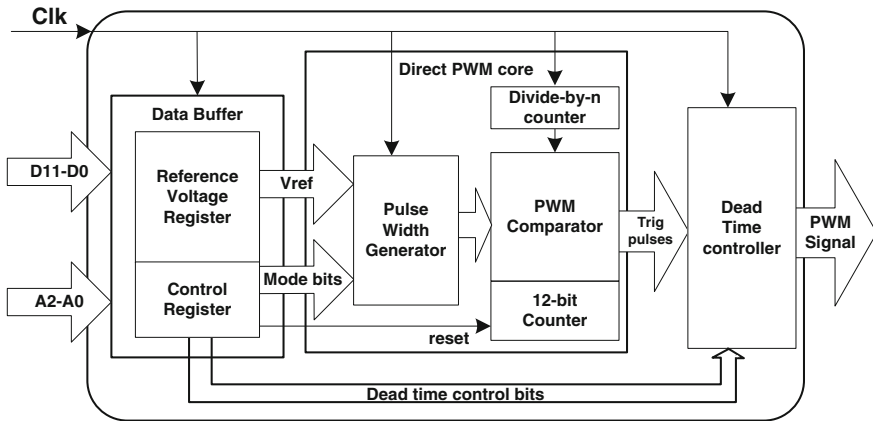 Clk
Direct PWM core
Data Buffer
Divide-by-n
counter
D11-D0
Reference
Voltage
Register
Vref
Pulse
Width
Generator
PWM
Comparator
Trig
pulses
Dead
Time
controller
PWM
Signal
A2-A0
Control
Register
Mode bits
12-bit
Counter
reset
Dead time control bits